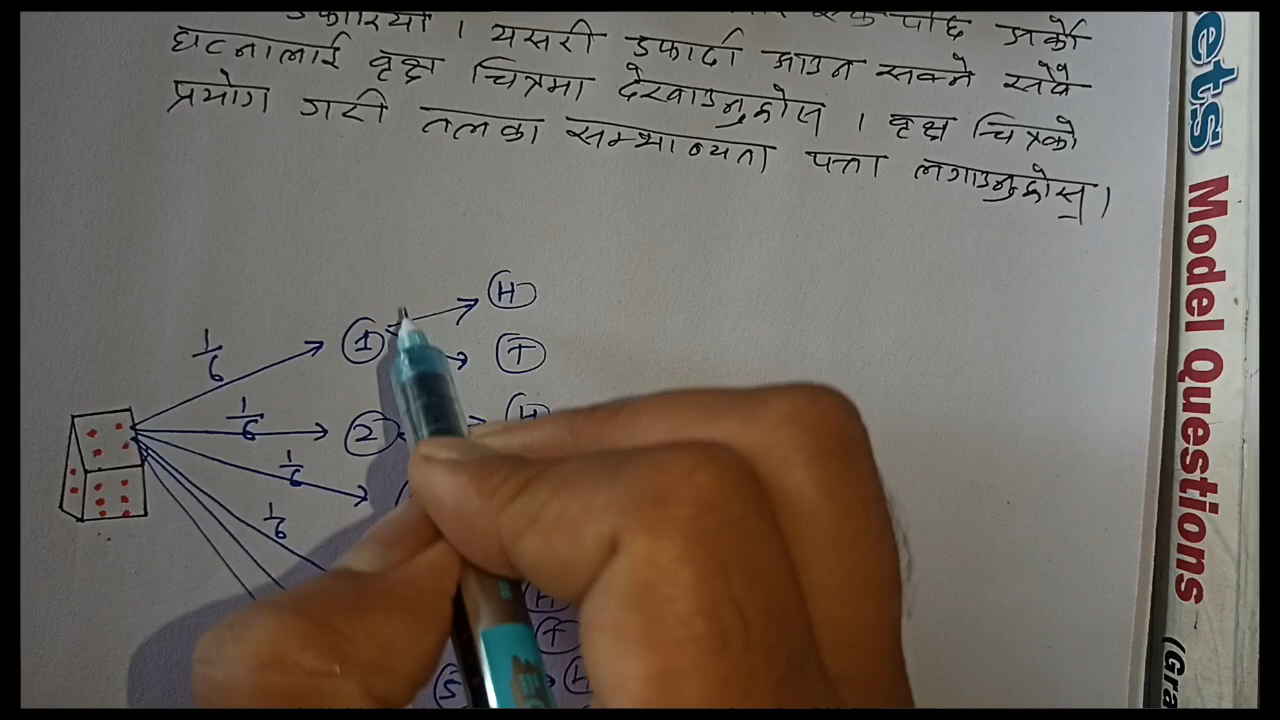 उफारियो । यसरी उफार्दा आउन सक्ने सबै
घटनालाई वृक्ष चित्रमा देखाउनुहोस् । वृक्ष चित्रको
प्रयोग गरी तलका सम्भाव्यता पत्ता लगाउनुहोस् ।
1/6 1 H
T
1/6 2 H
1/6
1/6
H
T
5 H
ets Model Questions